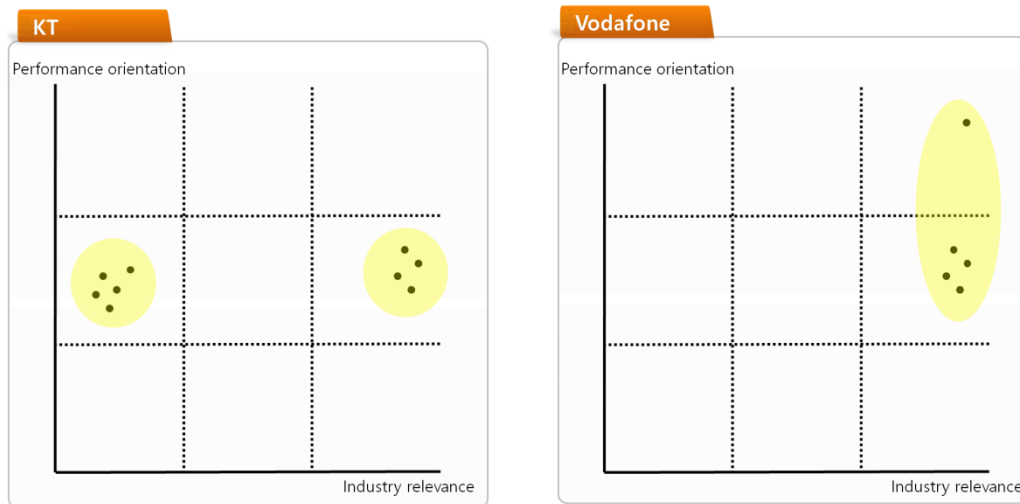 KT
Performance orientation
Industry relevance
Vodafone
Performance orientation
Industry relevance